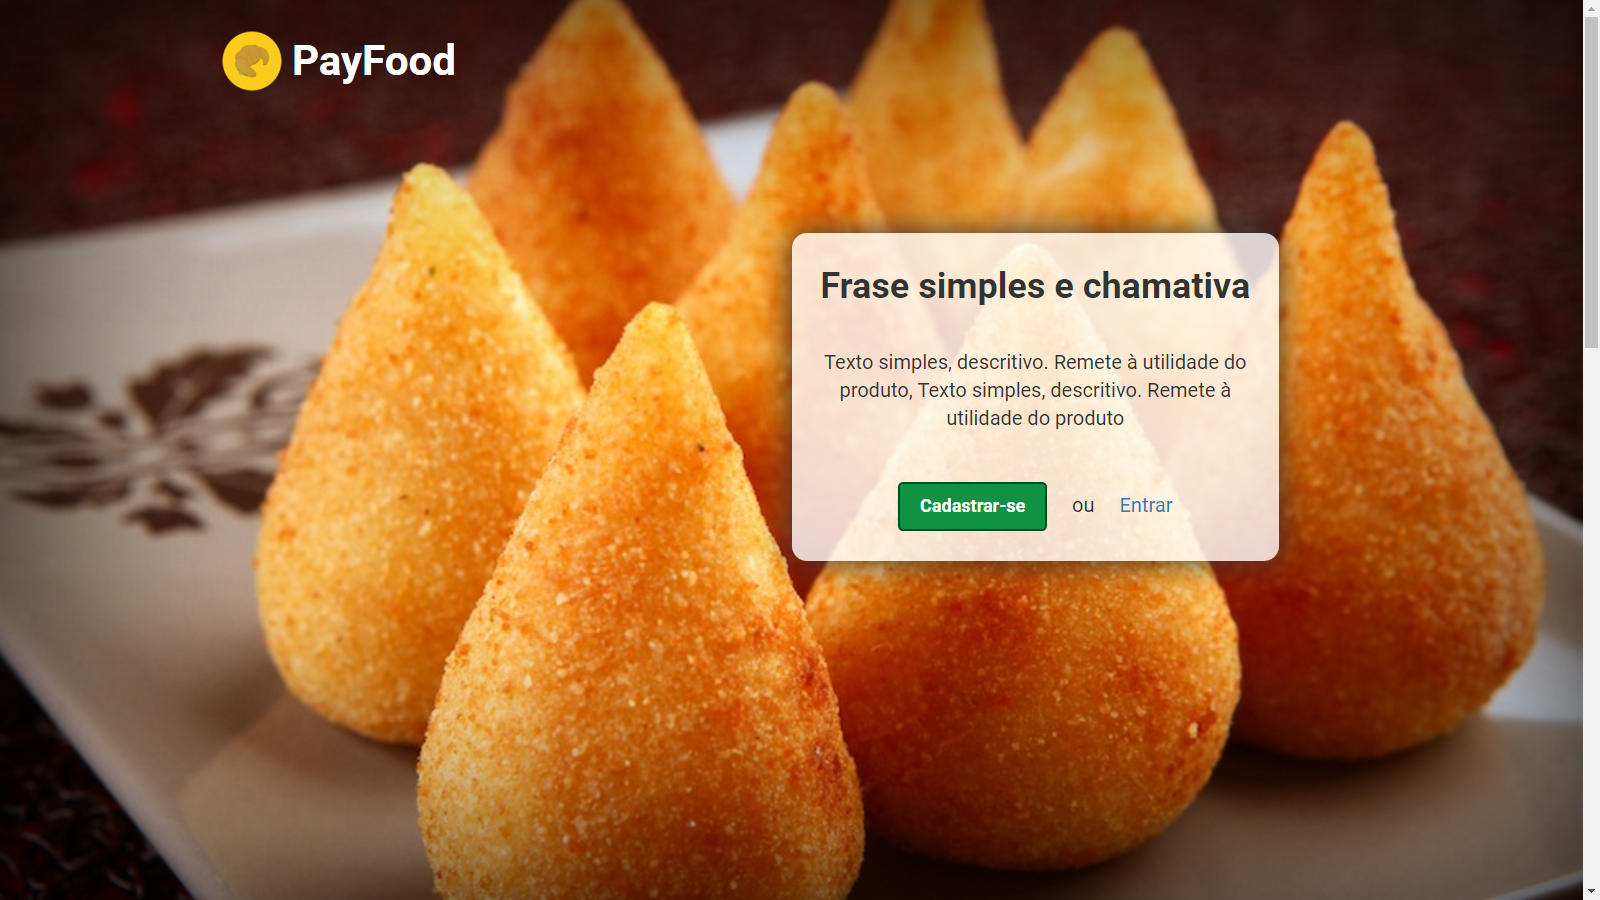 PayFood
Frase simples e chamativa
Texto simples, descritivo. Remete à utilidade do
produto, Texto simples, descritivo. Remete à
utilidade do produto
Cadastrar-se ou Entrar